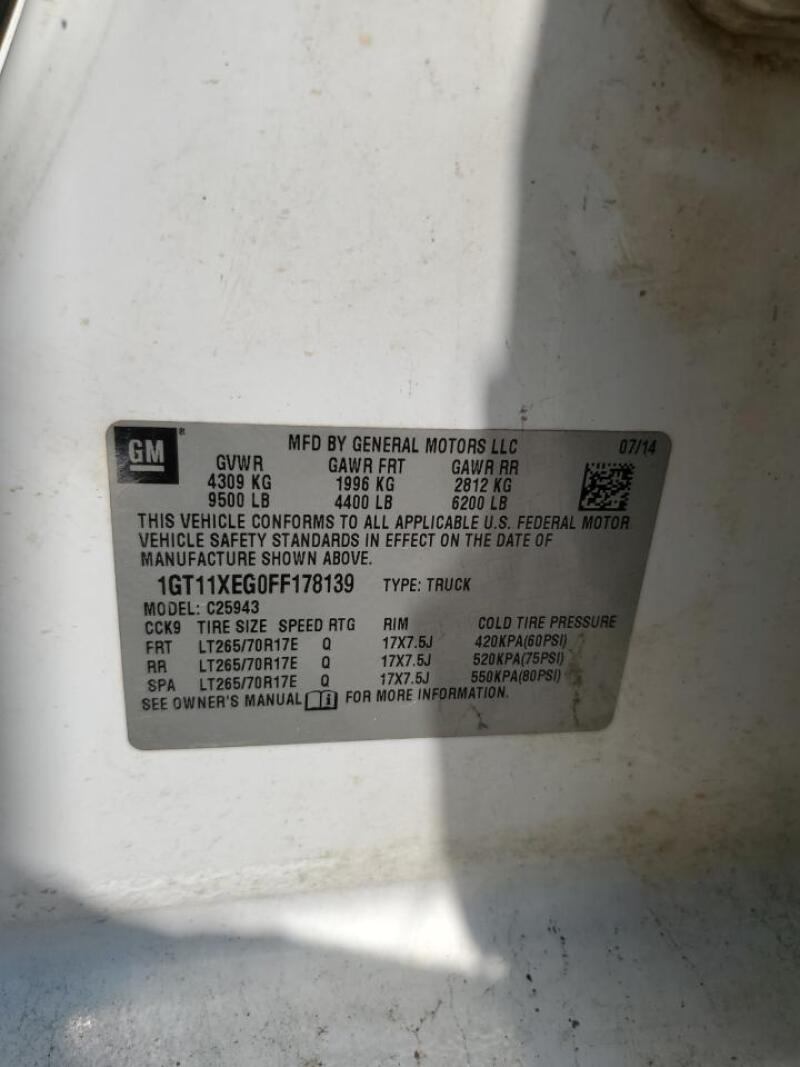 GM® MFD BY GENERAL MOTORS LLC 07/14
GVWR GAWR FRT GAWR RR
4309 KG 1996 KG 2812 KG
9500 LB 4400 LB 6200 LB
THIS VEHICLE CONFORMS TO ALL APPLICABLE U.S. FEDERAL MOTOR
VEHICLE SAFETY STANDARDS IN EFFECT ON THE DATE OF
MANUFACTURE SHOWN ABOVE.
1GT11XEG0FF178139 TYPE: TRUCK
MODEL: C25943
CCK9 TIRE SIZE SPEED RTG RIM COLD TIRE PRESSURE
FRT LT265/70R17E Q 17X7.5J 420KPA(60PSI)
RR LT265/70R17E Q 17X7.5J 520KPA(75PSI)
SPA LT265/70R17E Q 17X7.5J 550KPA(80PSI)
SEE OWNER'S MANUAL i FOR MORE INFORMATION.